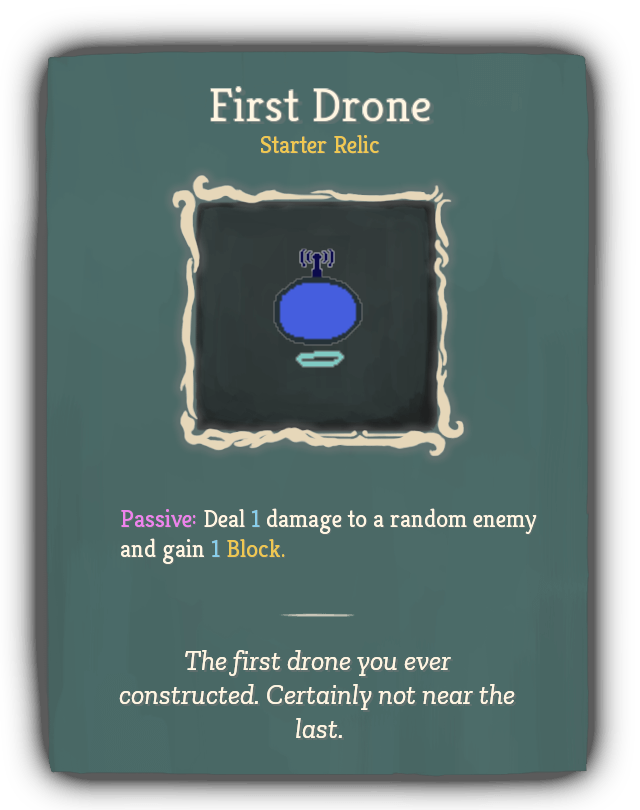 First Drone
Starter Relic
Passive: Deal 1 damage to a random enemy
and gain 1 Block.
The first drone you ever
constructed. Certainly not near the
last.